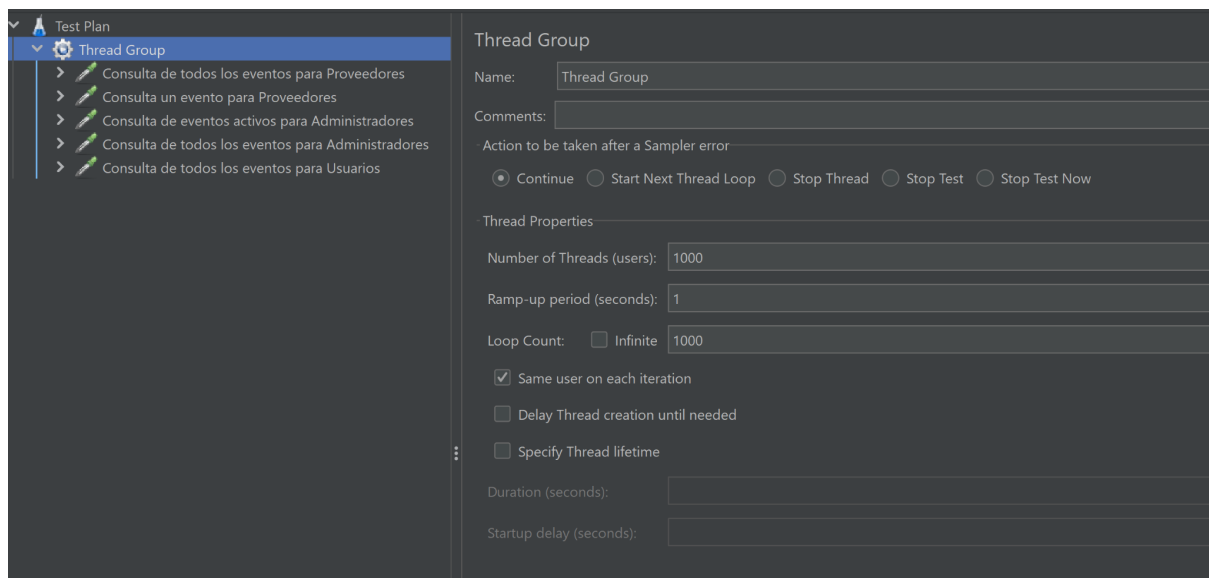 Test Plan
Thread Group
Consulta de todos los eventos para Proveedores
Consulta un evento para Proveedores
Consulta de eventos activos para Administradores
Consulta de todos los eventos para Administradores
Consulta de todos los eventos para Usuarios
Thread Group
Name: Thread Group
Comments:
Action to be taken after a Sampler error
Continue Start Next Thread Loop Stop Thread Stop Test Stop Test Now
Thread Properties
Number of Threads (users): 1000
Ramp-up period (seconds): 1
Loop Count: Infinite 1000
Same user on each iteration
Delay Thread creation until needed
Specify Thread lifetime
Duration (seconds):
Startup delay (seconds):